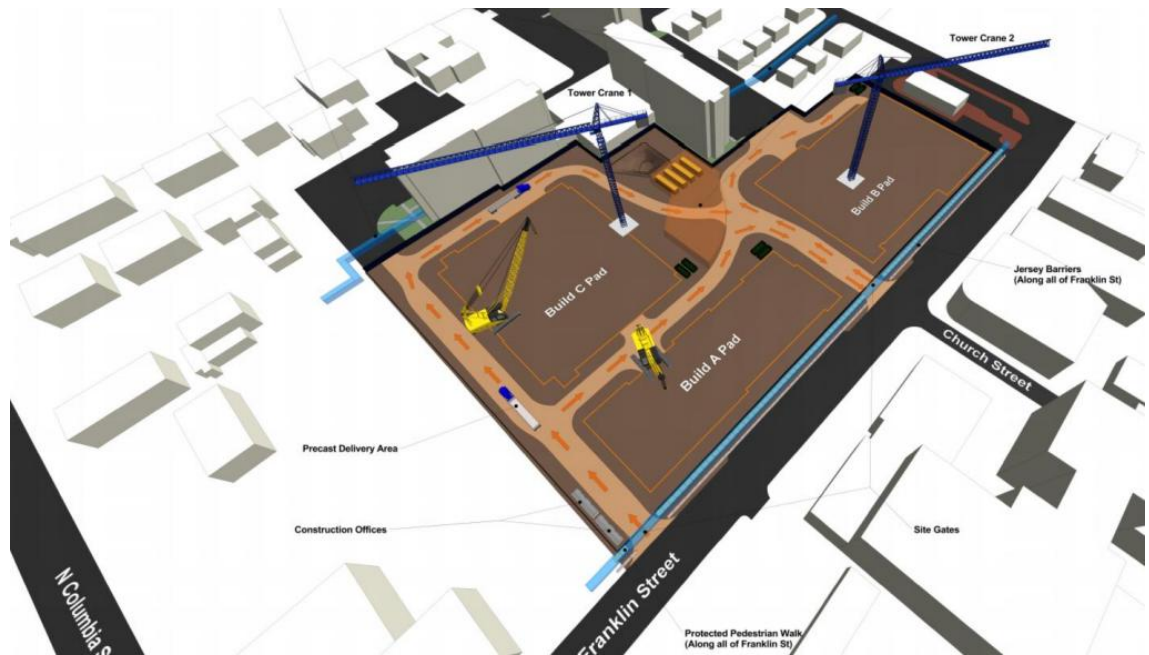 Tower Crane 2
Tower Crane 1
Build B Pad
Build C Pad
Jersey Barriers
(Along all of Franklin St)
Build A Pad
Church Street
Precast Delivery Area
Construction Offices
Site Gates
N Columbia S
Franklin Street
Protected Pedestrian Walk
(Along all of Franklin St)